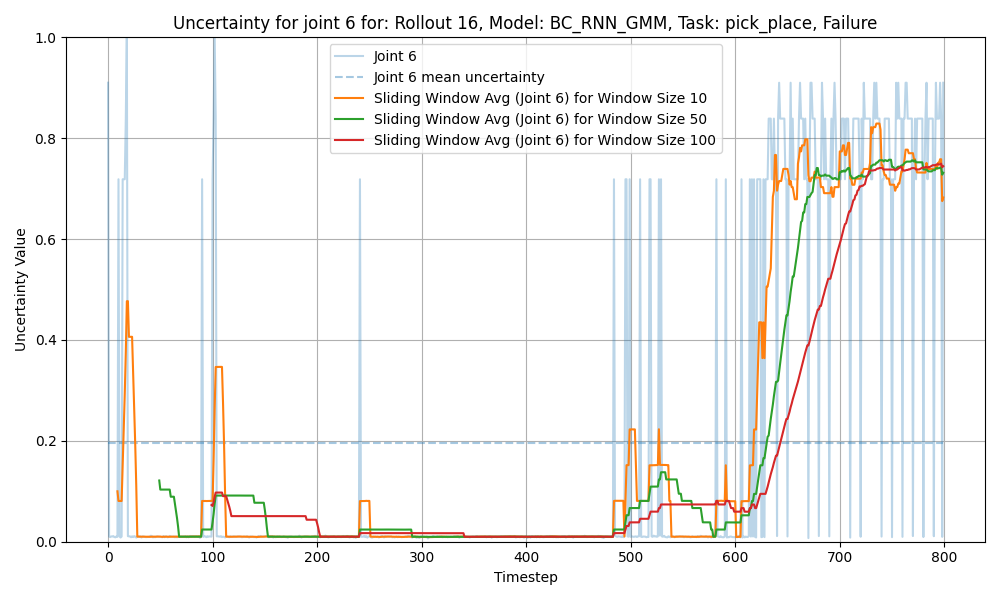 Uncertainty for joint 6 for: Rollout 16, Model: BC_RNN_GMM, Task: pick_place, Failure
Joint 6
Joint 6 mean uncertainty
Sliding Window Avg (Joint 6) for Window Size 10
Sliding Window Avg (Joint 6) for Window Size 50
Sliding Window Avg (Joint 6) for Window Size 100
Uncertainty Value
1.0
0.8
0.6
0.4
0.2
0.0
0 100 200 300 400 500 600 700 800
Timestep